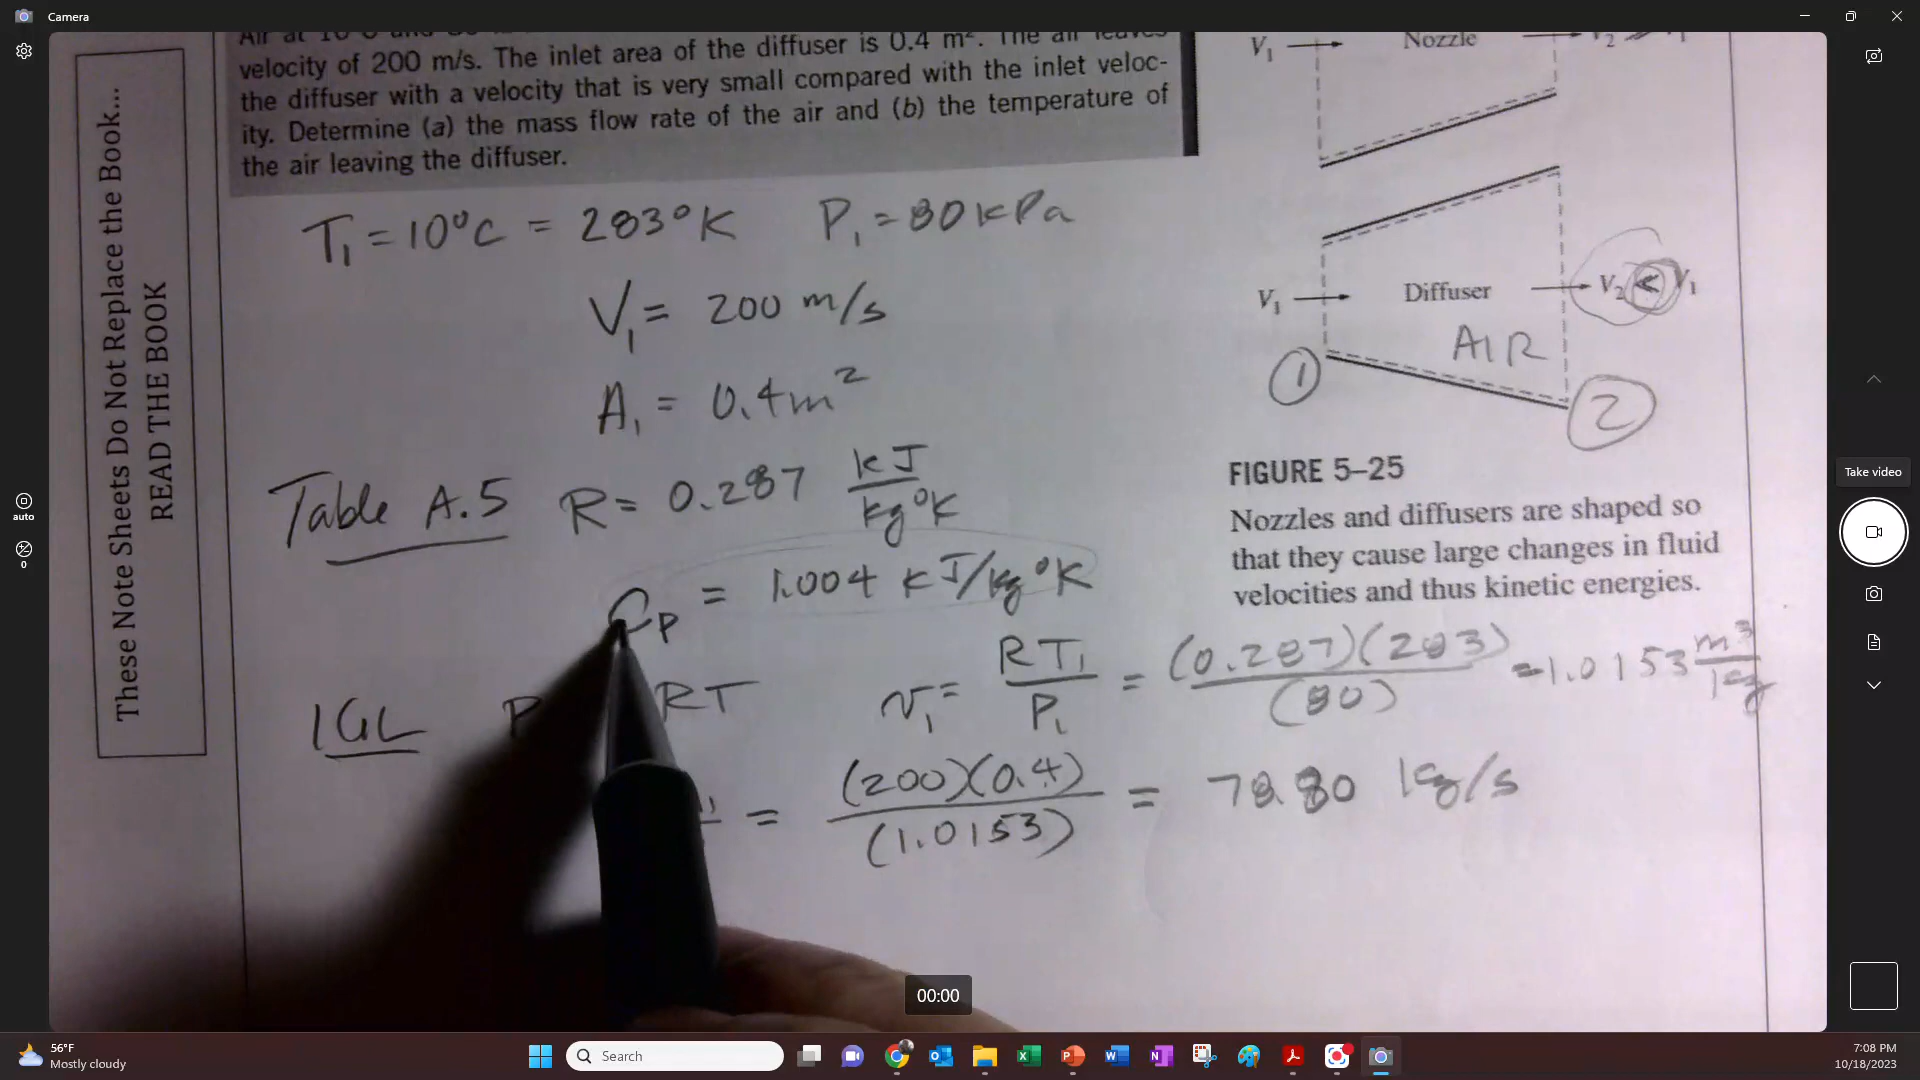 Camera
velocity of 200 m/s. The inlet area of the diffuser is 0.4 m². The air leaves
the diffuser with a velocity that is very small compared with the inlet veloc-
ity. Determine (a) the mass flow rate of the air and (b) the temperature of
the air leaving the diffuser.
These Note Sheets Do Not Replace the Book...
READ THE BOOK
V₁ Nozzle
T₁ = 10°C = 283°K P₁ = 80 kPa
V₁ = 200 m/s
A₁ = 0.4 m²
V₁ Diffuser V₂ ≪ V₁
AIR
1 2
Table A.5 R = 0.287 kJ/kg°K
Cp = 1.004 kJ/kg°K
FIGURE 5–25
Nozzles and diffusers are shaped so
that they cause large changes in fluid
velocities and thus kinetic energies.
IGL P RT v₁ = RT₁/P₁ = (0.287)(283)/(80) = 1.0153 m³/kg
= (200)(0.4)/(1.0153) = 78.80 kg/s
auto
0
Take video
00:00
56°F
Mostly cloudy
Search
7:08 PM
10/18/2023